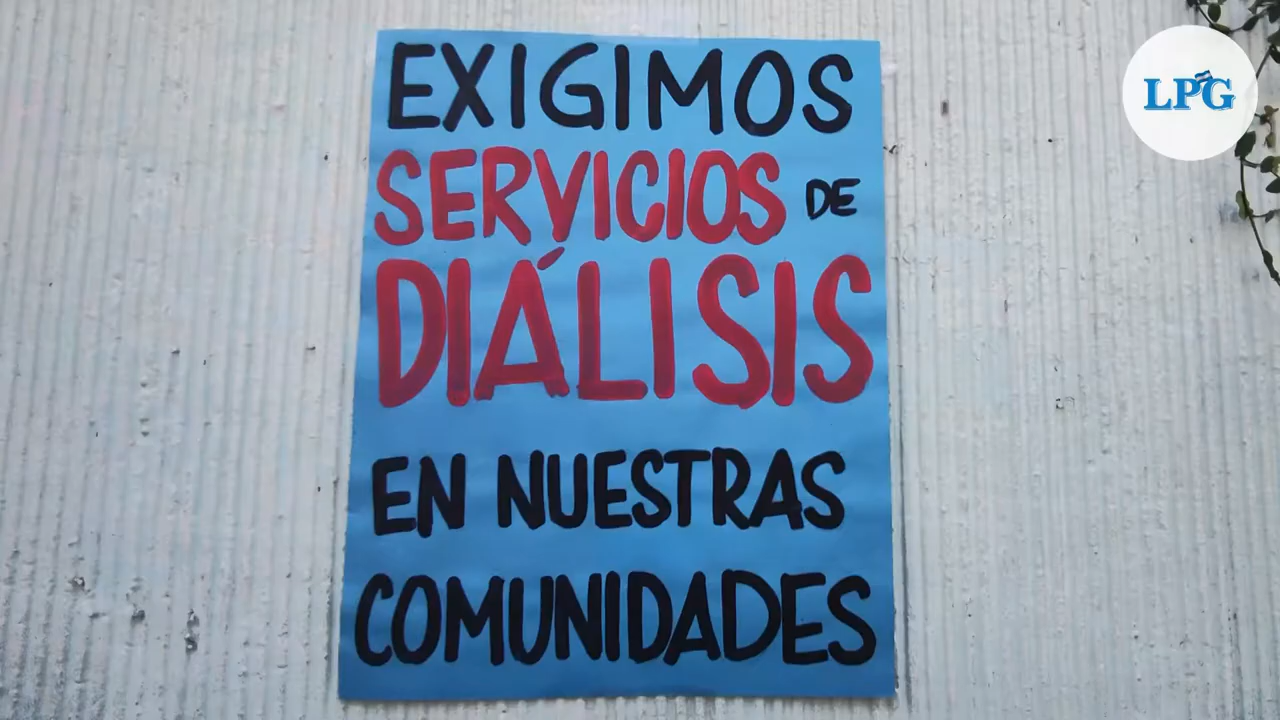 EXIGIMOS
SERVICIOS DE
DIÁLISIS
EN NUESTRAS
COMUNIDADES
LPG